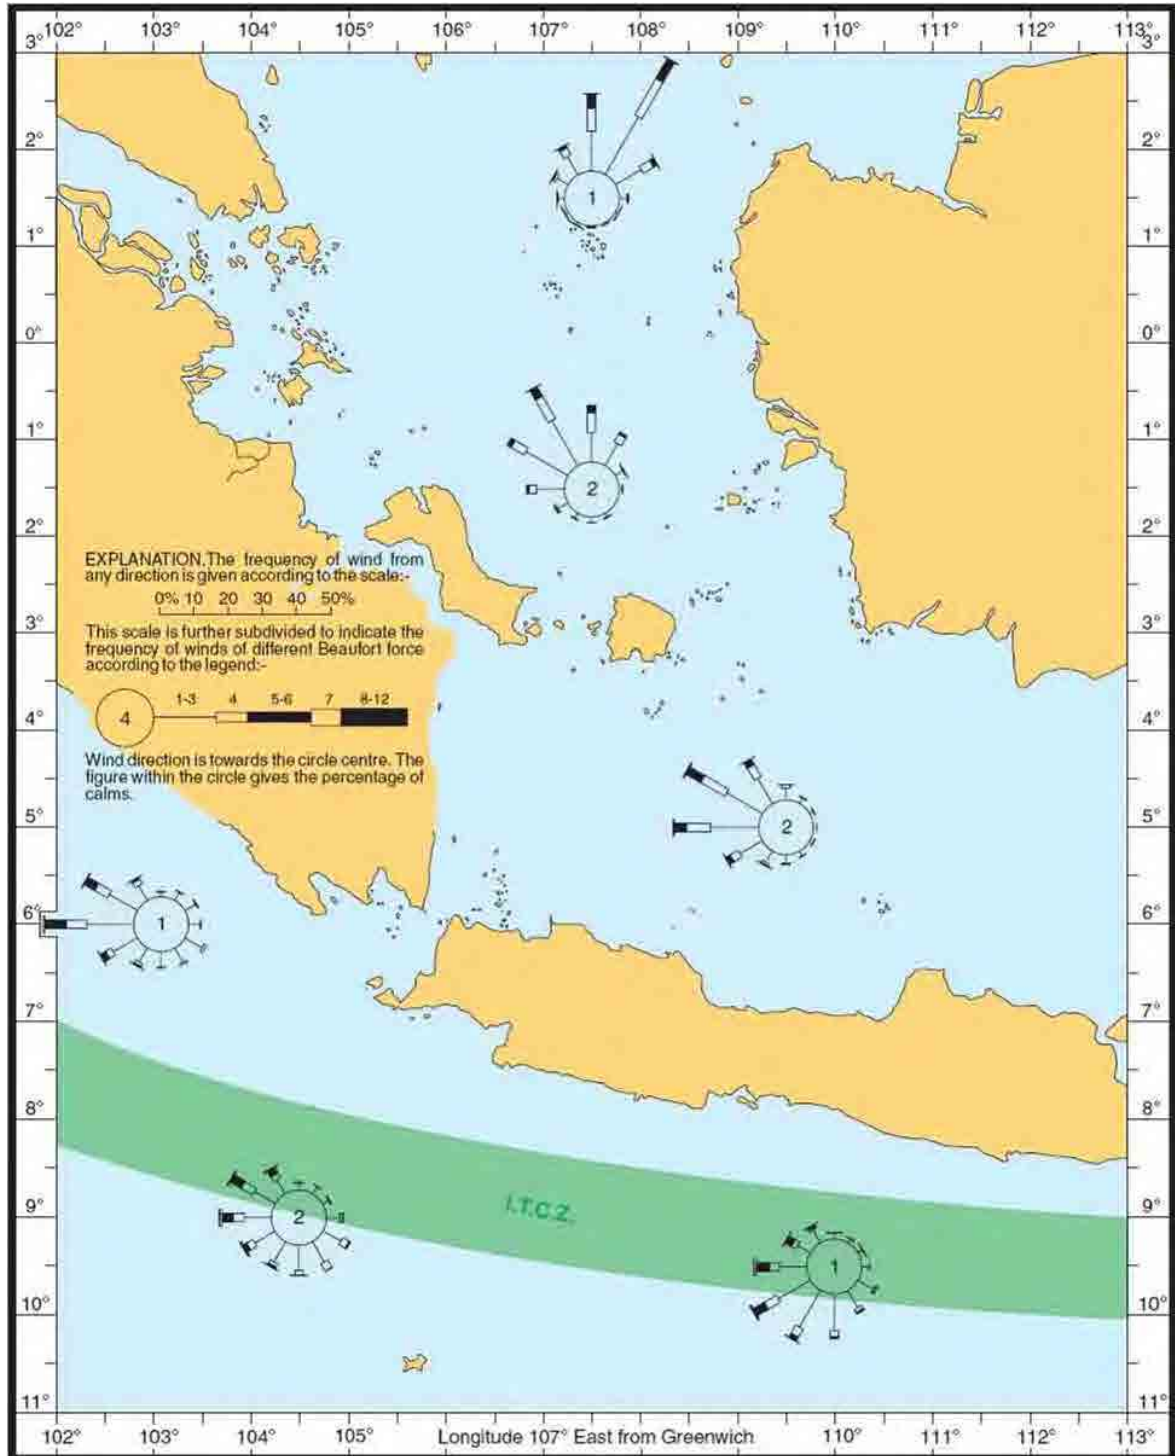 102° 103° 104° 105° 106° 107° 108° 109° 110° 111° 112° 113°
3° 3°
2° 2°
1
1° 1°
0° 0°
1° 1°
2
2° 2°
EXPLANATION.The frequency of wind from
any direction is given according to the scale:-
0% 10 20 30 40 50%
3° 3°
This scale is further subdivided to indicate the
frequency of winds of different Beaufort force
according to the legend:-
1-3 4 5-6 7 8-12
4
4° 4°
Wind direction is towards the circle centre. The
figure within the circle gives the percentage of
calms.
5° 2 5°
6° 1 6°
7° 7°
8° 8°
I.T.C.Z.
9° 2 9°
1
10° 10°
11° 11°
102° 103° 104° 105° Longitude 107° East from Greenwich 110° 111° 112° 113°